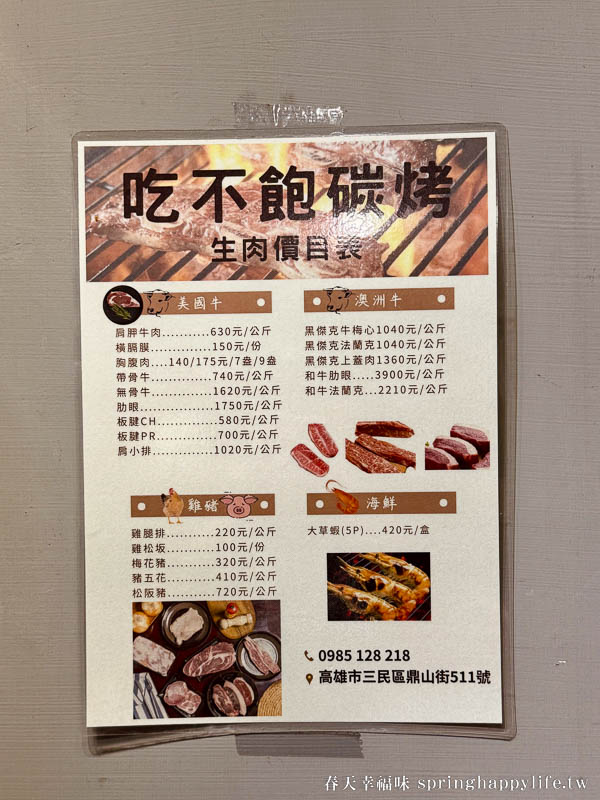 吃不飽碳烤
生肉價目表
美國牛
肩胛牛肉...........630元/公斤
橫膈膜..............150元/份
胸腹肉....140/175元/7盎/9盎
帶骨牛..............740元/公斤
無骨牛..............1620元/公斤
肋眼.................1750元/公斤
板腱CH..............580元/公斤
板腱PR..............700元/公斤
肩小排..............1020元/公斤
澳洲牛
黑傑克牛梅心1040元/公斤
黑傑克法蘭克1040元/公斤
黑傑克上蓋肉1360元/公斤
和牛肋眼.....3900元/公斤
和牛法蘭克...2210元/公斤
雞豬
雞腿排...........220元/公斤
雞松坂...........100元/份
梅花豬...........320元/公斤
豬五花...........410元/公斤
松阪豬...........720元/公斤
海鮮
大草蝦(5P)....420元/盒
0985 128 218
高雄市三民區鼎山街511號
春天幸福味 springhappylife.tw